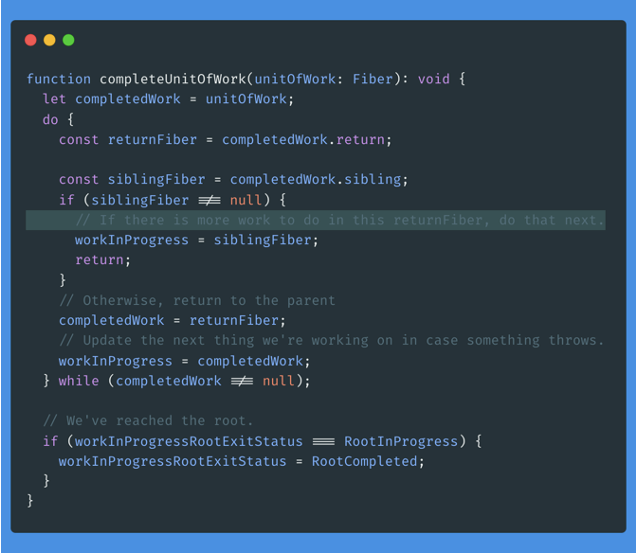 function completeUnitOfWork(unitOfWork: Fiber): void {
let completedWork = unitOfWork;
do {
const returnFiber = completedWork.return;
const siblingFiber = completedWork.sibling;
if (siblingFiber !== null) {
// If there is more work to do in this returnFiber, do that next.
workInProgress = siblingFiber;
return;
}
// Otherwise, return to the parent
completedWork = returnFiber;
// Update the next thing we're working on in case something throws.
workInProgress = completedWork;
} while (completedWork !== null);
// We've reached the root.
if (workInProgressRootExitStatus === RootInProgress) {
workInProgressRootExitStatus = RootCompleted;
}
}